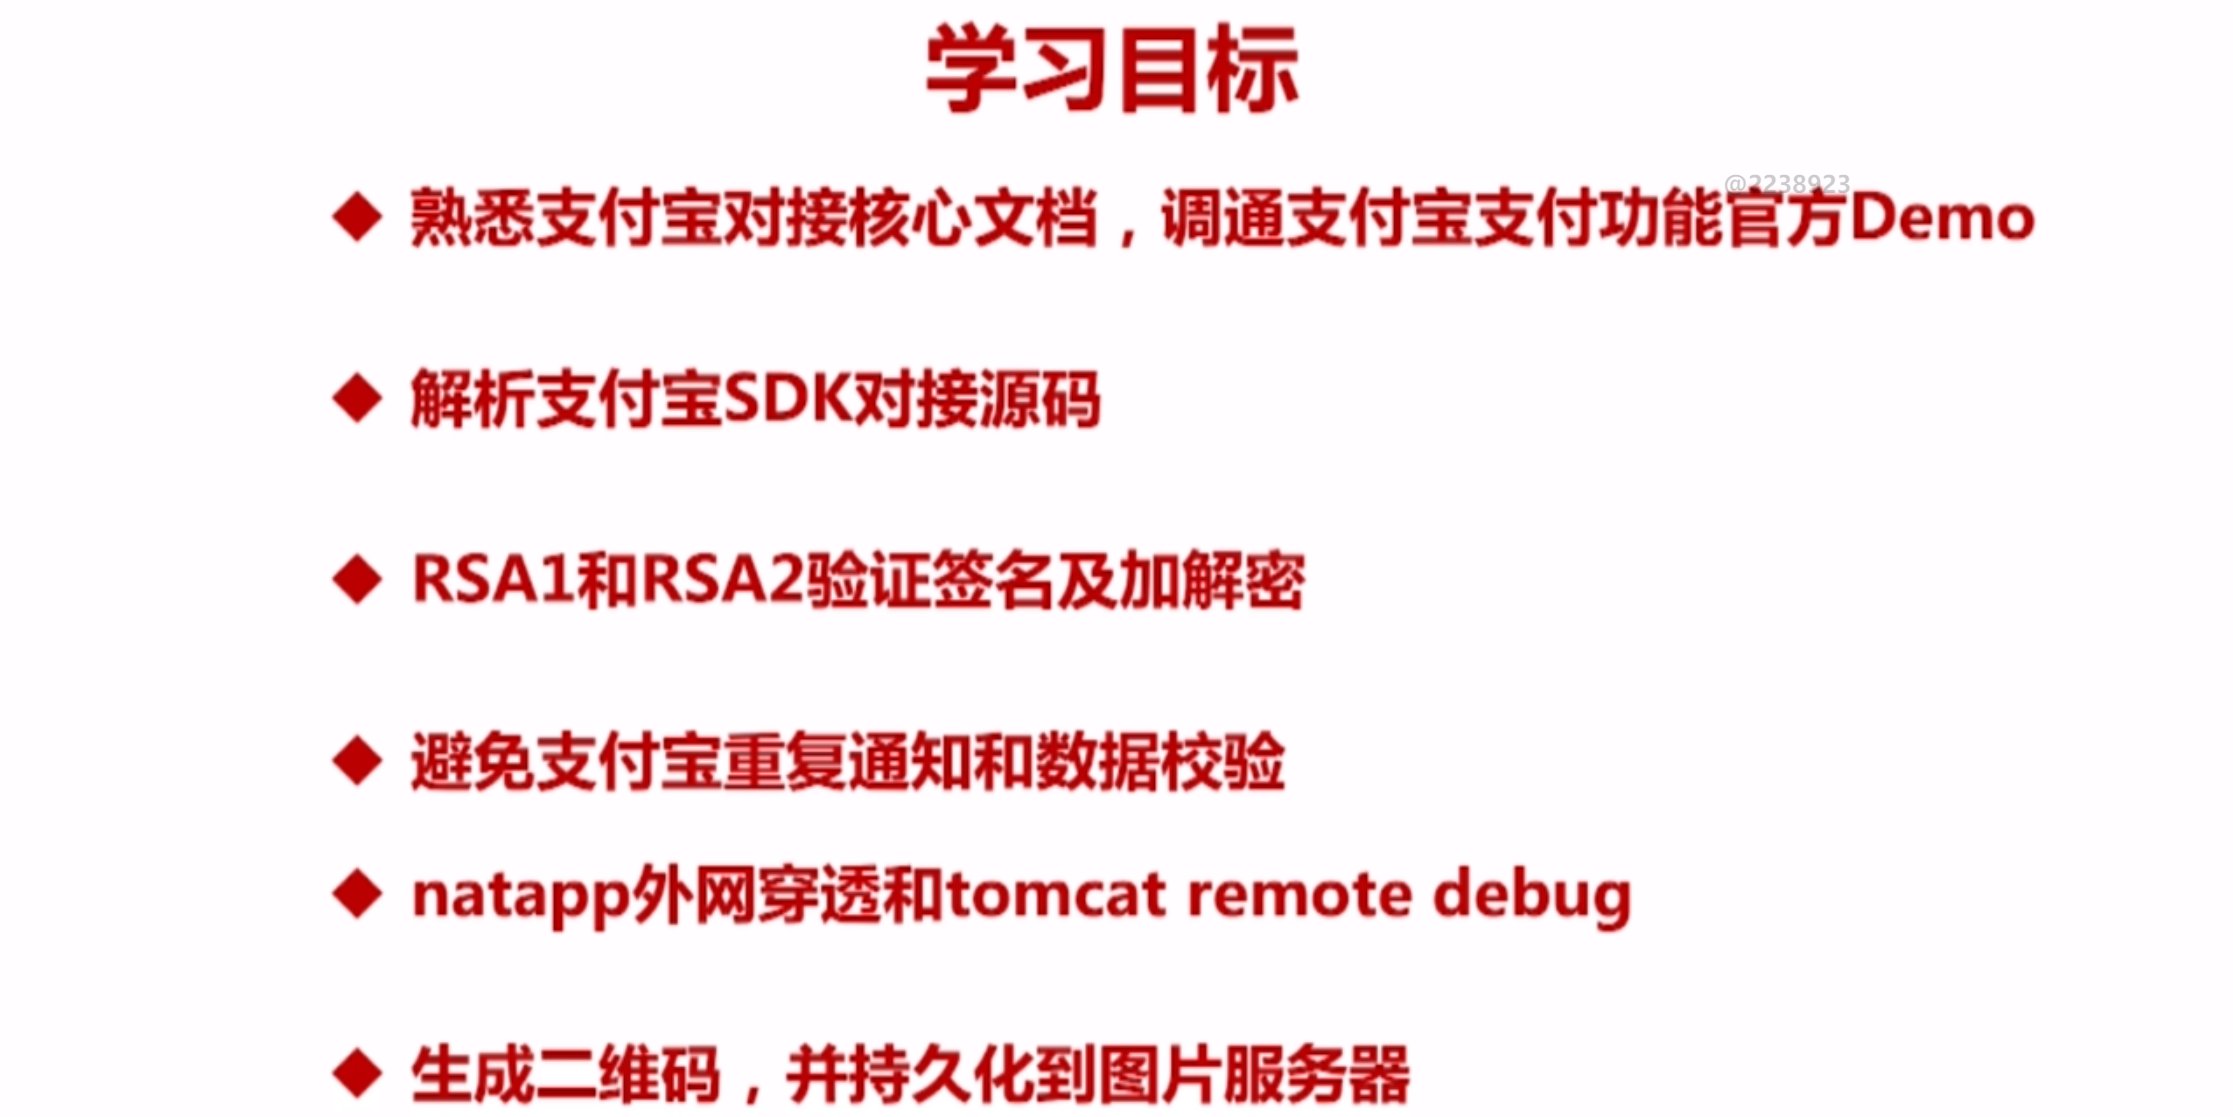 学习目标
@2238923
◆ 熟悉支付宝对接核心文档，调通支付宝支付功能官方Demo
◆ 解析支付宝SDK对接源码
◆ RSA1和RSA2验证签名及加解密
◆ 避免支付宝重复通知和数据校验
◆ natapp外网穿透和tomcat remote debug
◆ 生成二维码，并持久化到图片服务器